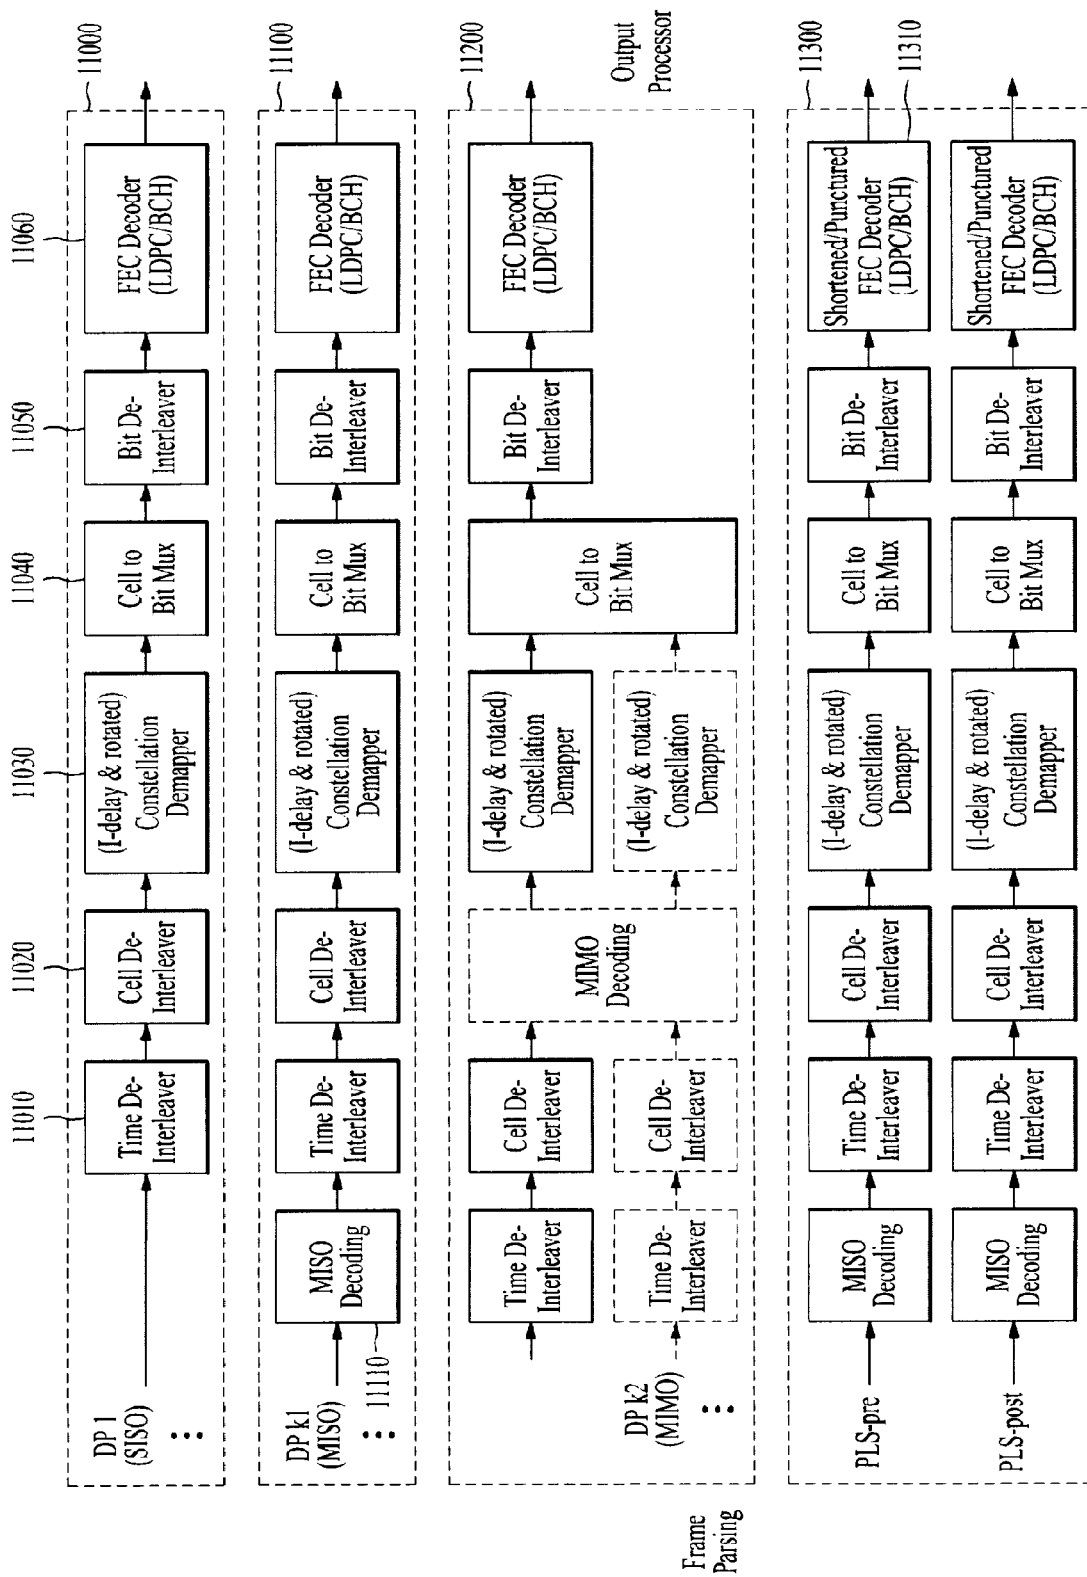 11010
11020
11030
11040
11050
11060
11000
DP 1
(SISO)
Time De-
Interleaver
Cell De-
Interleaver
(I-delay & rotated)
Constellation
Demapper
Cell to
Bit Mux
Bit De-
Interleaver
FEC Decoder
(LDPC/BCH)
11100
DP k1
(MISO)
11110
MISO
Decoding
Time De-
Interleaver
Cell De-
Interleaver
(I-delay & rotated)
Constellation
Demapper
Cell to
Bit Mux
Bit De-
Interleaver
FEC Decoder
(LDPC/BCH)
11200
Time De-
Interleaver
Cell De-
Interleaver
MIMO
Decoding
(I-delay & rotated)
Constellation
Demapper
Cell to
Bit Mux
Bit De-
Interleaver
FEC Decoder
(LDPC/BCH)
DP k2
(MIMO)
Time De-
Interleaver
Cell De-
Interleaver
(I-delay & rotated)
Constellation
Demapper
Output
Processor
Frame
Parsing
11300
PLS-pre
MISO
Decoding
Time De-
Interleaver
Cell De-
Interleaver
(I-delay & rotated)
Constellation
Demapper
Cell to
Bit Mux
Bit De-
Interleaver
Shortened/Punctured
FEC Decoder
(LDPC/BCH)
11310
PLS-post
MISO
Decoding
Time De-
Interleaver
Cell De-
Interleaver
(I-delay & rotated)
Constellation
Demapper
Cell to
Bit Mux
Bit De-
Interleaver
Shortened/Punctured
FEC Decoder
(LDPC/BCH)